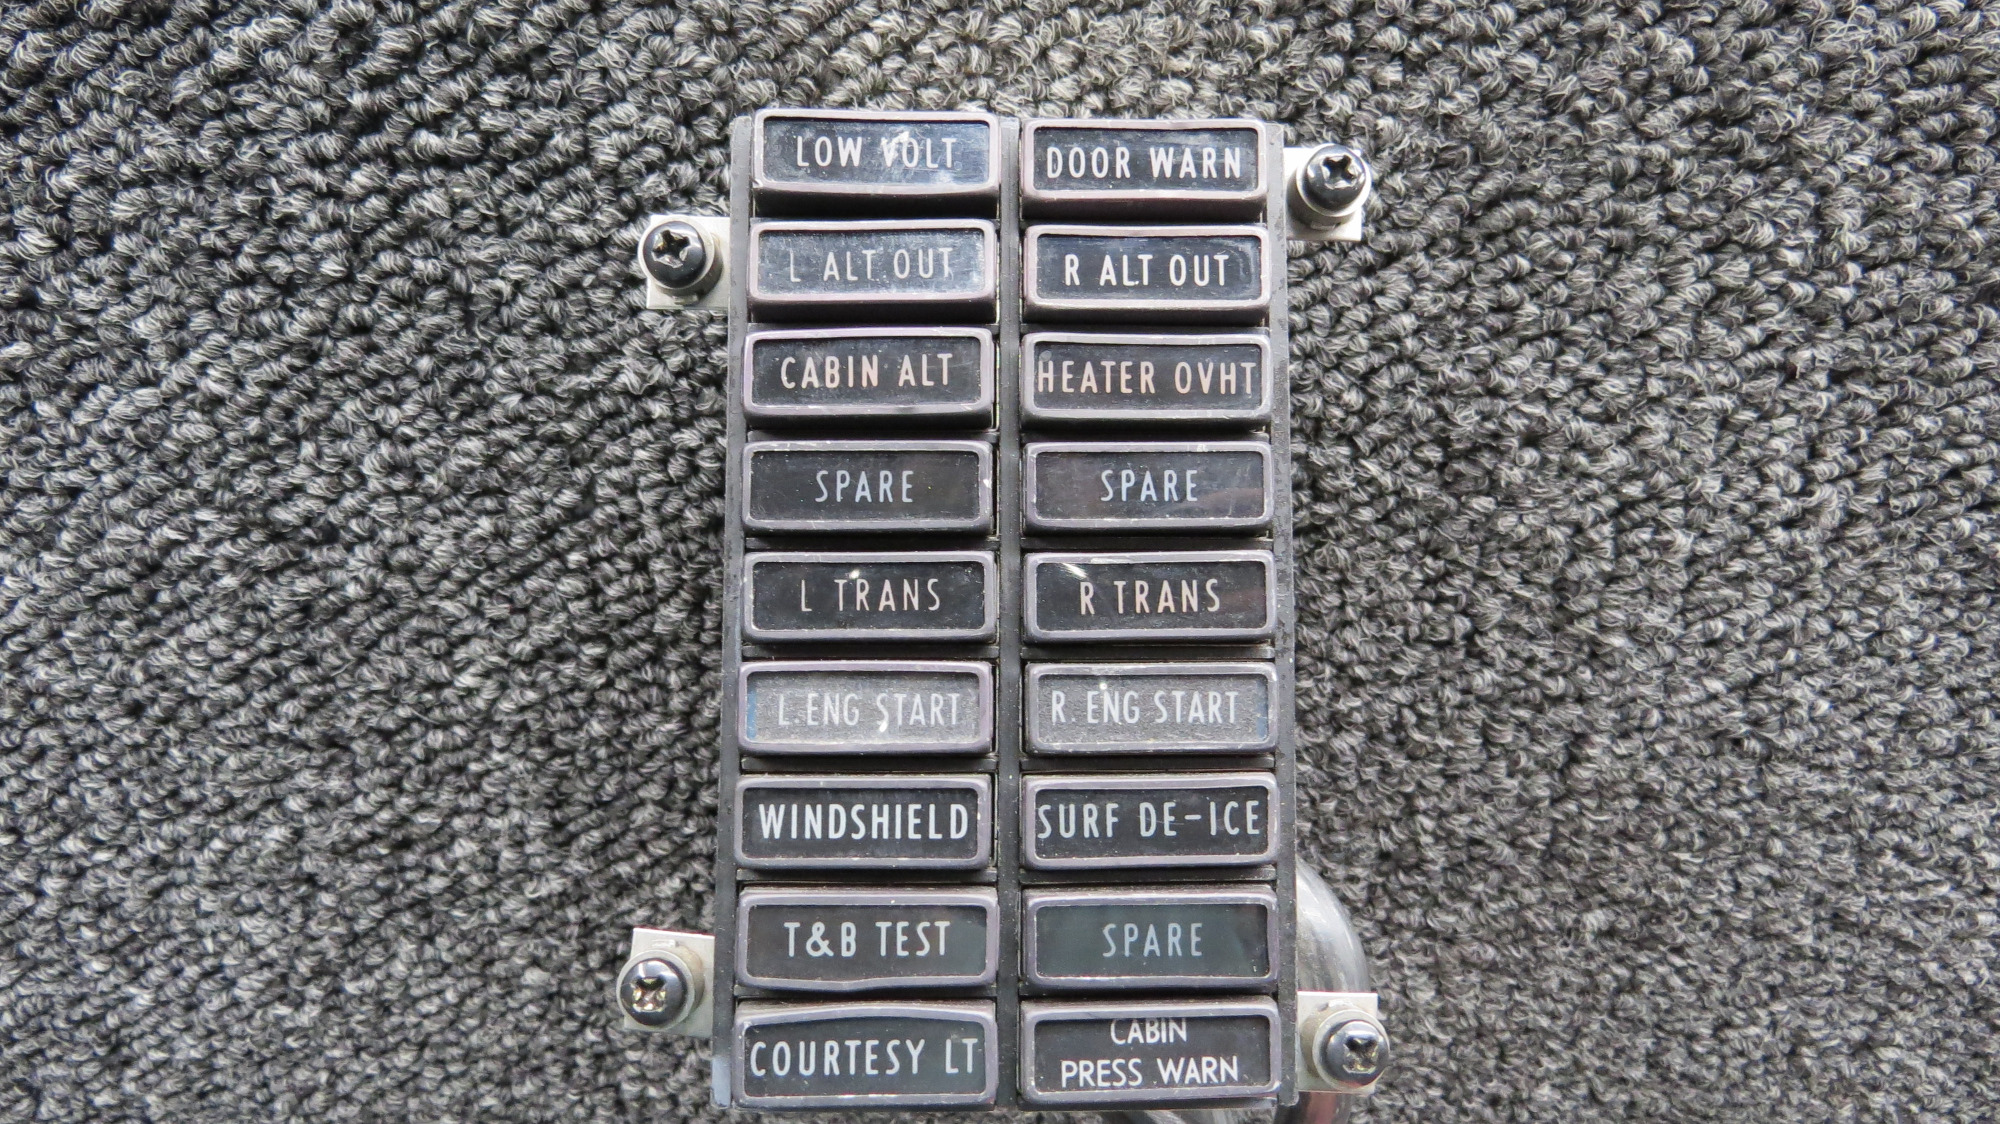 LOW VOLT
DOOR WARN
L ALT OUT
R ALT OUT
CABIN ALT
HEATER OVHT
SPARE
SPARE
L TRANS
R TRANS
L. ENG START
R. ENG START
WINDSHIELD
SURF DE-ICE
T&B TEST
SPARE
COURTESY LT
CABIN
PRESS WARN